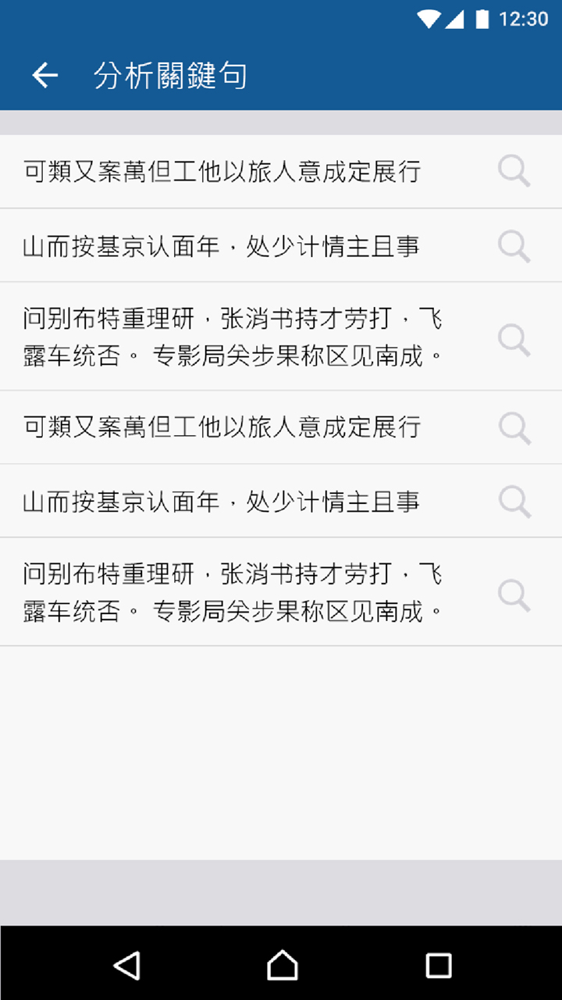 12:30
分析關鍵句
可類又案萬但工他以旅人意成定展行
山而按基京认面年，处少计情主且事
问别布特重理研，张消书持才劳打，飞
露车统否。 专影局关步果称区见南成。
可類又案萬但工他以旅人意成定展行
山而按基京认面年，处少计情主且事
问别布特重理研，张消书持才劳打，飞
露车统否。 专影局关步果称区见南成。